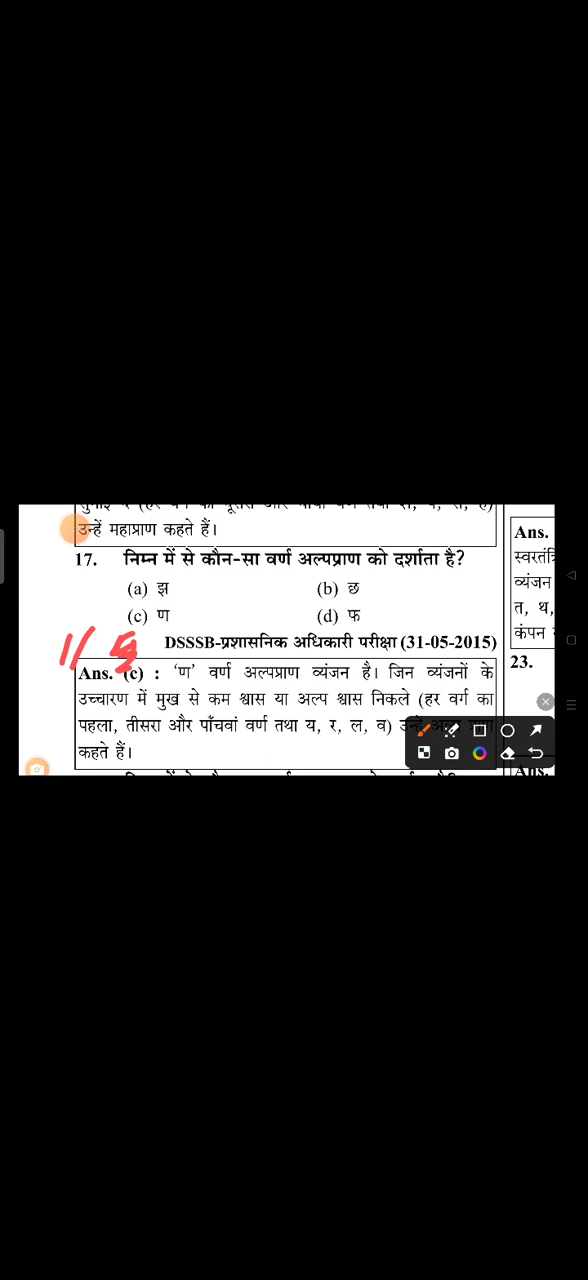 उन्हें महाप्राण कहते हैं।
17. निम्न में से कौन-सा वर्ण अल्पप्राण को दर्शाता है?
(a) झ (b) छ
(c) ण (d) फ
DSSSB-प्रशासनिक अधिकारी परीक्षा (31-05-2015)
Ans. (c) : 'ण' वर्ण अल्पप्राण व्यंजन है। जिन व्यंजनों के
उच्चारण में मुख से कम श्वास या अल्प श्वास निकले (हर वर्ग का
पहला, तीसरा और पाँचवां वर्ण तथा य, र, ल, व) उन्हें अल्प प्राण
कहते हैं।
Ans.
स्वरतंत्रि
व्यंजन
त, थ,
कंपन
23.
Ans.